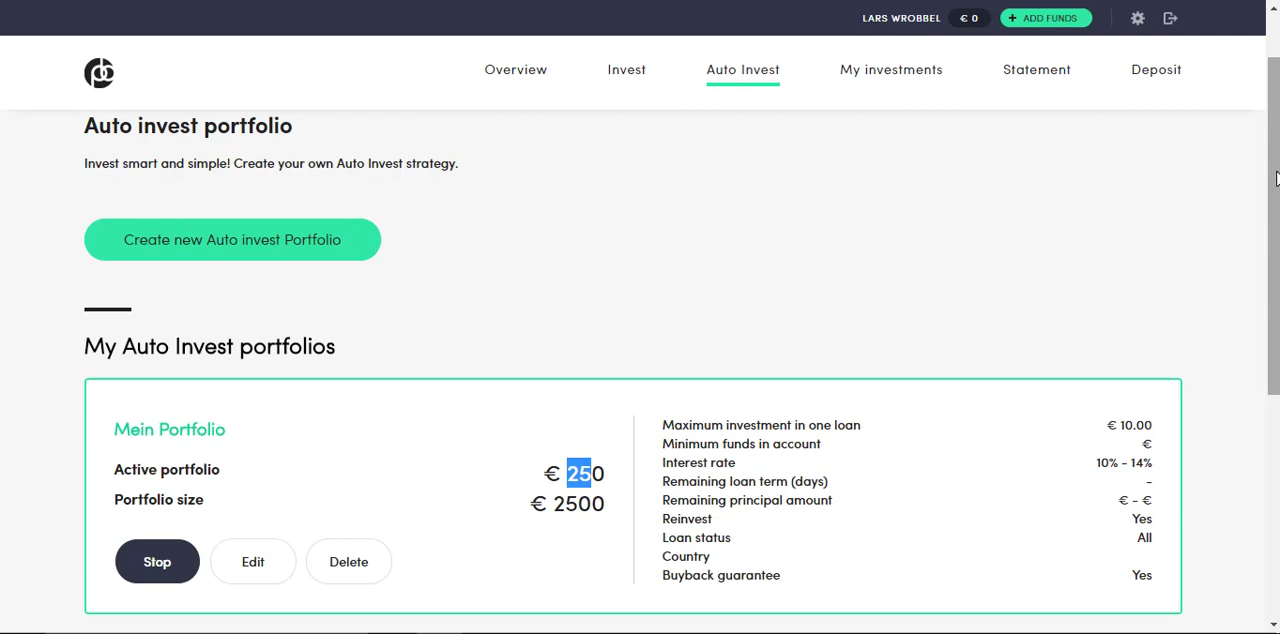 LARS WROBBEL € 0 + ADD FUNDS
Overview Invest Auto Invest My investments Statement Deposit
Auto invest portfolio
Invest smart and simple! Create your own Auto Invest strategy.
Create new Auto invest Portfolio
My Auto Invest portfolios
Mein Portfolio
Active portfolio € 250
Portfolio size € 2500
Stop Edit Delete
Maximum investment in one loan € 10.00
Minimum funds in account €
Interest rate 10% - 14%
Remaining loan term (days) -
Remaining principal amount € - €
Reinvest Yes
Loan status All
Country
Buyback guarantee Yes